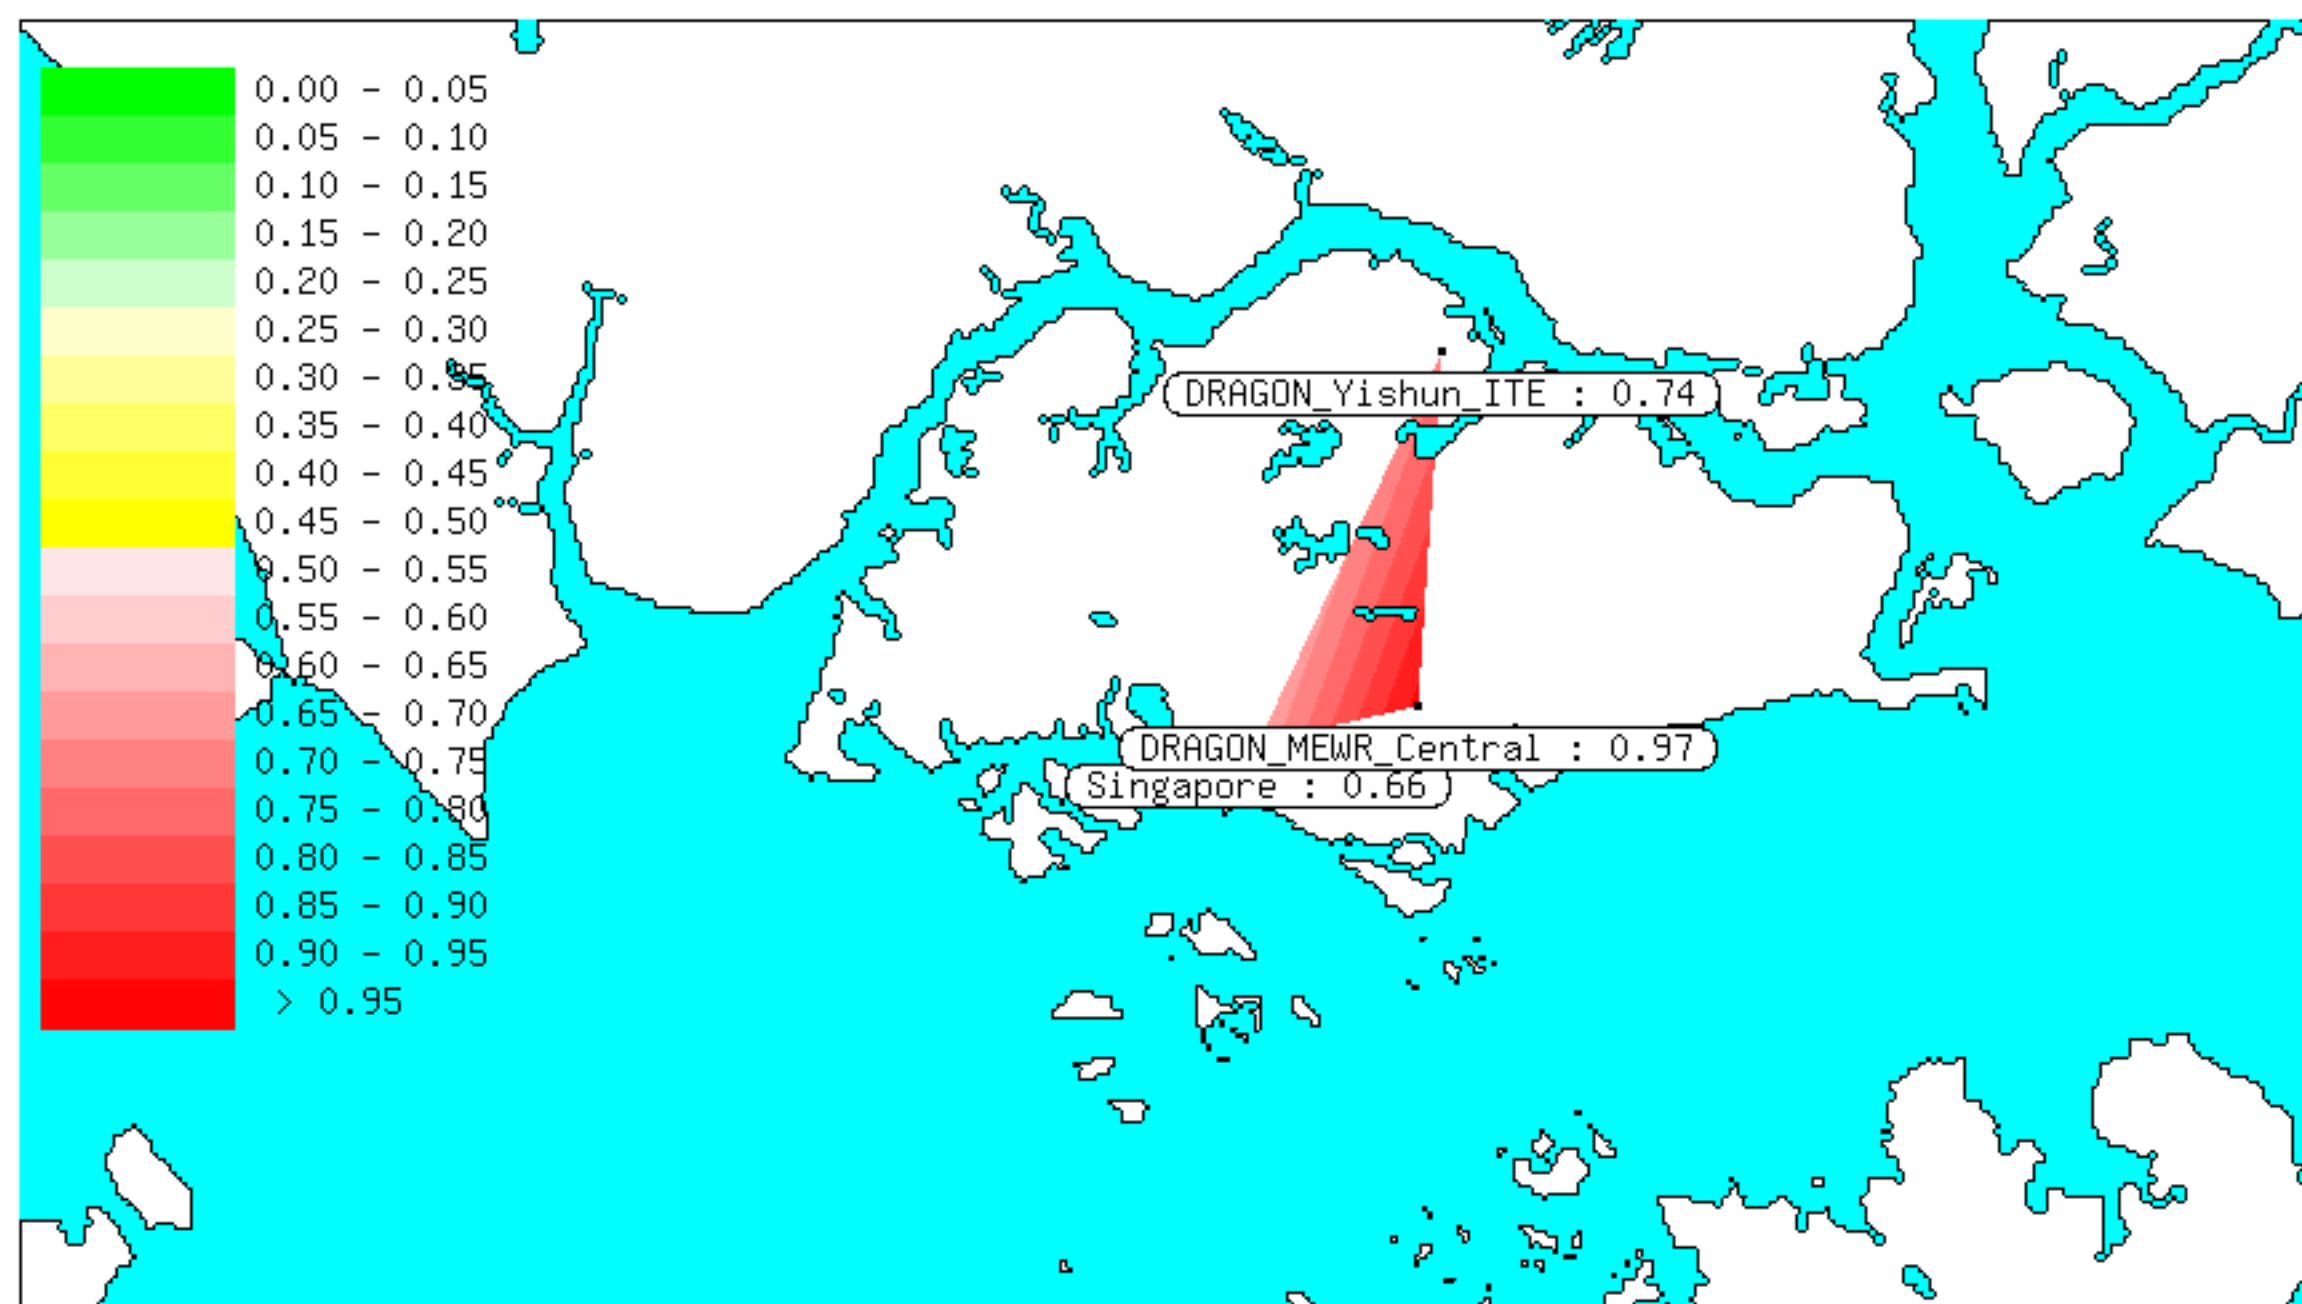 0.00 - 0.05
0.05 - 0.10
0.10 - 0.15
0.15 - 0.20
0.20 - 0.25
0.25 - 0.30
0.30 - 0.35
0.35 - 0.40
0.40 - 0.45
0.45 - 0.50
0.50 - 0.55
0.55 - 0.60
0.60 - 0.65
0.65 - 0.70
0.70 - 0.75
0.75 - 0.80
0.80 - 0.85
0.85 - 0.90
0.90 - 0.95
> 0.95
DRAGON_Yishun_ITE : 0.74
DRAGON_MEWR_Central : 0.97
Singapore : 0.66